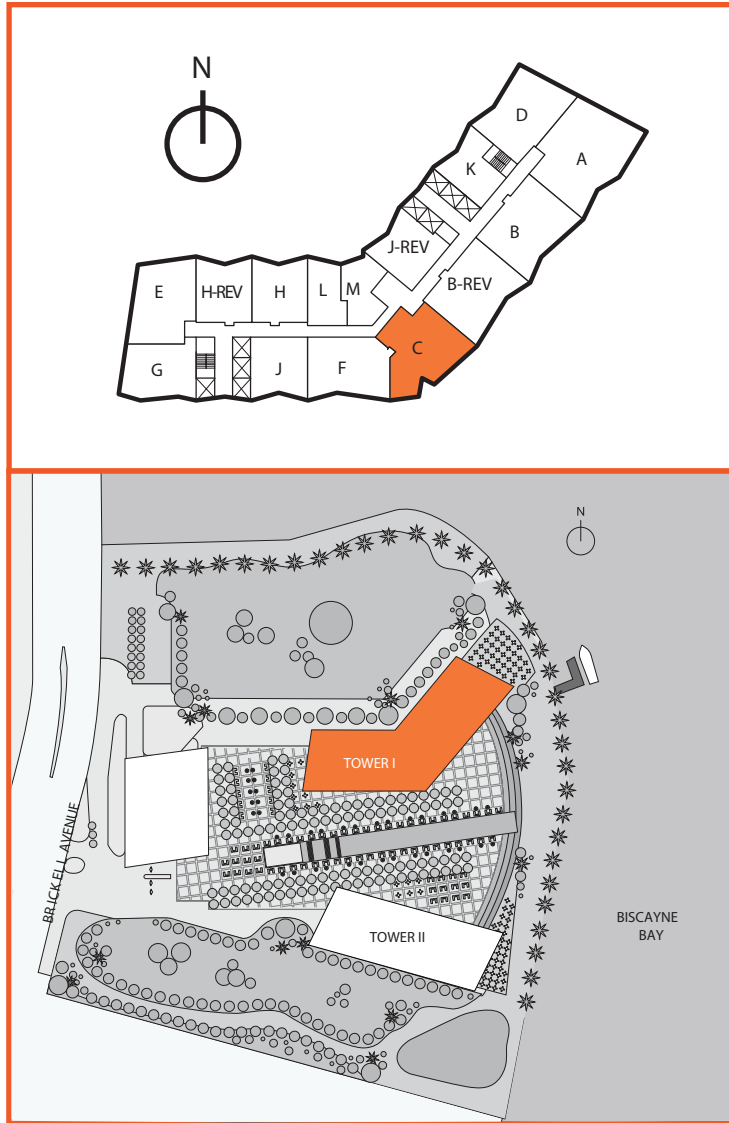 N
D
A
K
B
J-REV
B-REV
E
H-REV
H
L
M
C
G
J
F
N
TOWER I
BRICKELL AVENUE
BISCAYNE
BAY
TOWER II